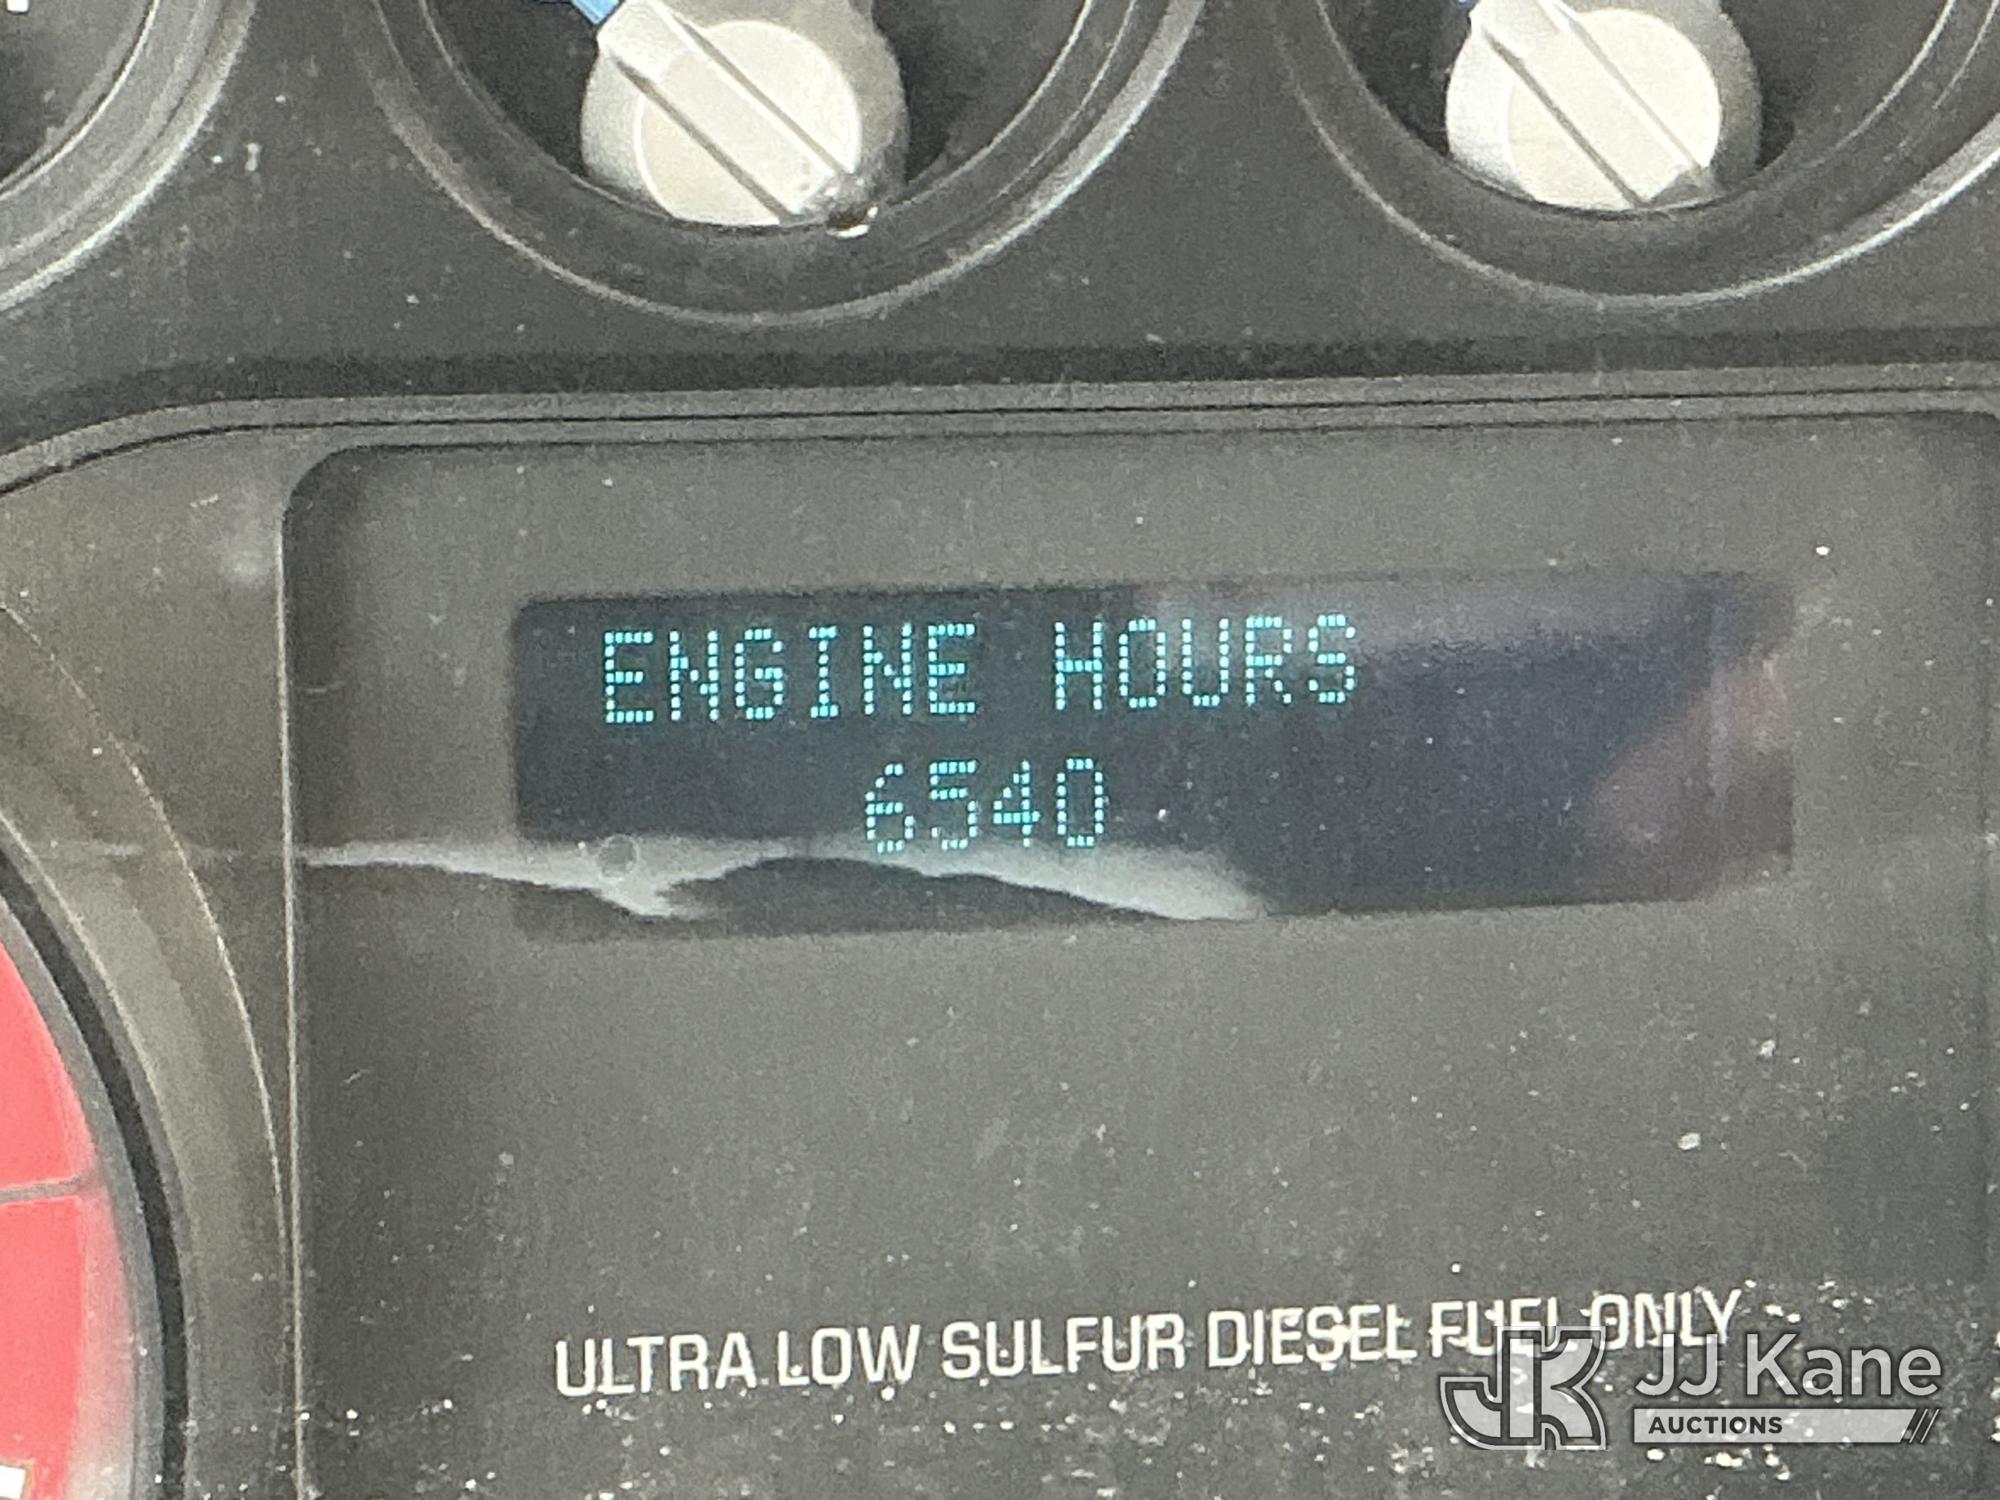 ENGINE HOURS
6540
ULTRA LOW SULFUR DIESEL FUEL ONLY
JK JJ Kane
AUCTIONS